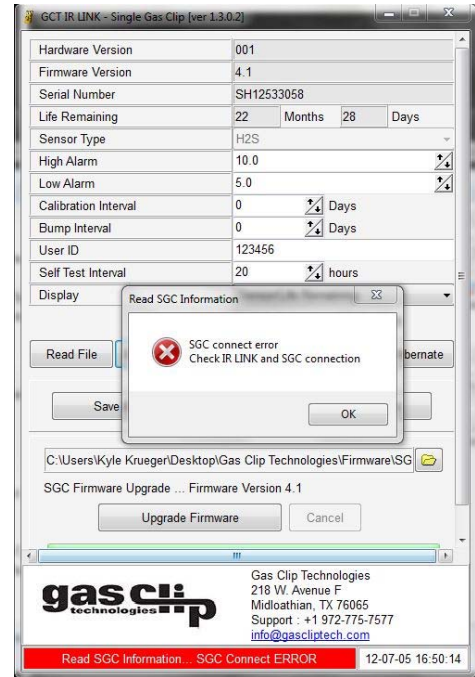 GCT IR LINK - Single Gas Clip [ver 1.3.0.2]
Hardware Version 001
Firmware Version 4.1
Serial Number SH12533058
Life Remaining 22 Months 28 Days
Sensor Type H2S
High Alarm 10.0
Low Alarm 5.0
Calibration Interval 0 Days
Bump Interval 0 Days
User ID 123456
Self Test Interval 20 hours
Display
Read SGC Information
SGC connect error
Check IR LINK and SGC connection
OK
Read File
bernate
Save
C:\Users\Kyle Krueger\Desktop\Gas Clip Technologies\Firmware\SG
SGC Firmware Upgrade ... Firmware Version 4.1
Upgrade Firmware Cancel
gas clip
technologies
Gas Clip Technologies
218 W. Avenue F
Midloathian, TX 76065
Support : +1 972-775-7577
info@gascliptech.com
Read SGC Information... SGC Connect ERROR 12-07-05 16:50:14